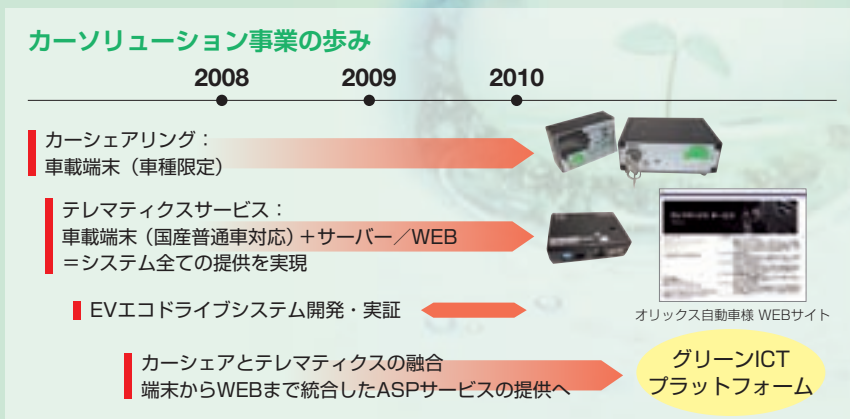 カーソリューション事業の歩み
2008 2009 2010
カーシェアリング：
車載端末（車種限定）
テレマティクスサービス：
車載端末（国産普通車対応）＋サーバー／WEB
＝システム全ての提供を実現
オリックス自動車様 WEBサイト
EVエコドライブシステム開発・実証
カーシェアとテレマティクスの融合
端末からWEBまで統合したASPサービスの提供へ
グリーンICT
プラットフォーム